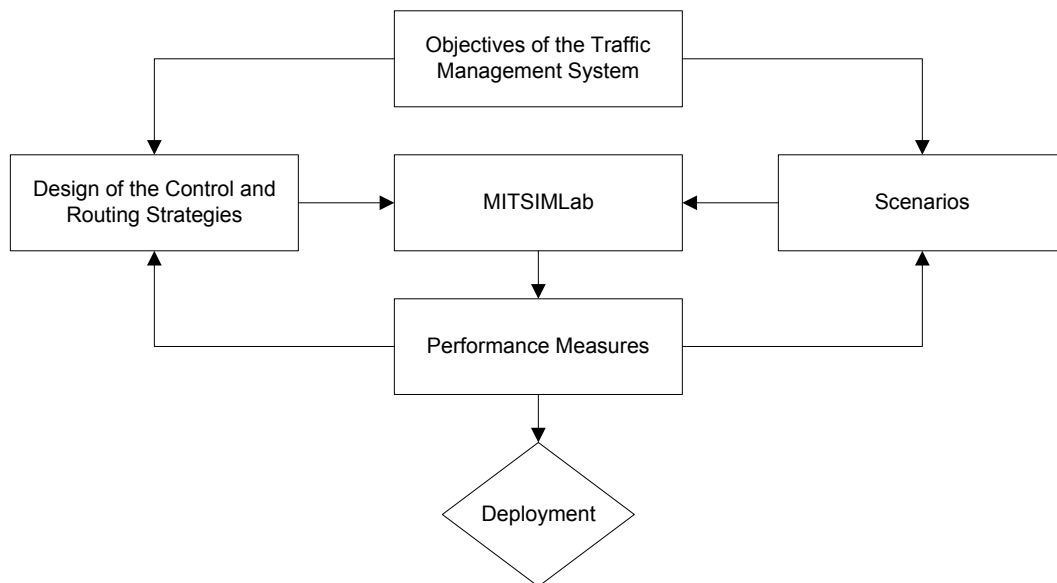 Objectives of the Traffic
Management System
Design of the Control and
Routing Strategies
MITSIMLab
Scenarios
Performance Measures
Deployment